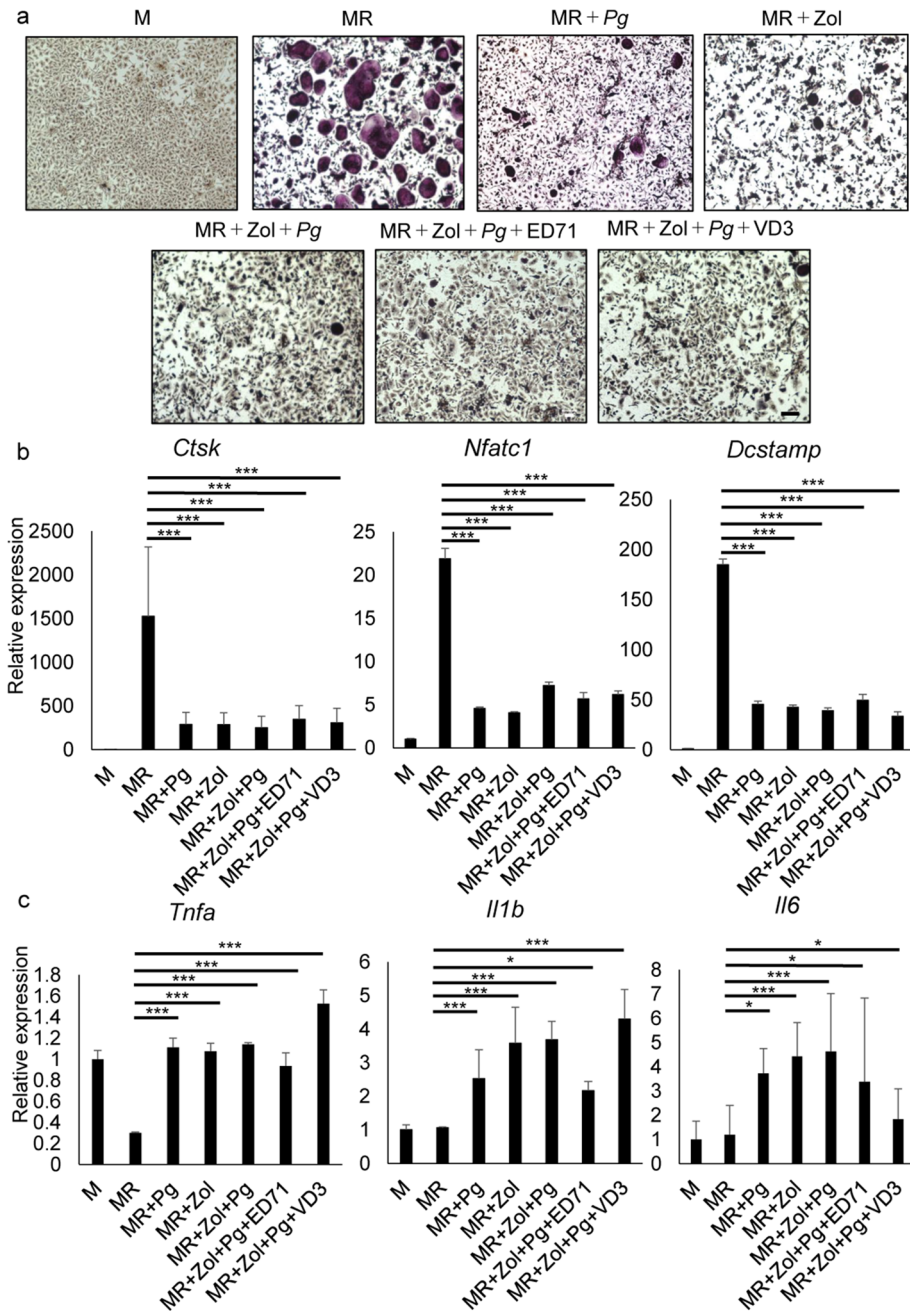 a
M
MR
MR + Pg
MR + Zol
MR + Zol + Pg
MR + Zol + Pg + ED71
MR + Zol + Pg + VD3
b
Ctsk
Nfatc1
Dcstamp
Relative expression
2500
2000
1500
1000
500
0
***
***
***
***
***
M
MR
MR+Pg
MR+Zol
MR+Zol+Pg
MR+Zol+Pg+ED71
MR+Zol+Pg+VD3
25
20
15
10
5
0
***
***
***
***
***
M
MR
MR+Pg
MR+Zol
MR+Zol+Pg
MR+Zol+Pg+ED71
MR+Zol+Pg+VD3
250
200
150
100
50
0
***
***
***
***
***
M
MR
MR+Pg
MR+Zol
MR+Zol+Pg
MR+Zol+Pg+ED71
MR+Zol+Pg+VD3
c
Tnfa
Il1b
Il6
Relative expression
1.8
1.6
1.4
1.2
1
0.8
0.6
0.4
0.2
0
***
***
***
***
***
M
MR
MR+Pg
MR+Zol
MR+Zol+Pg
MR+Zol+Pg+ED71
MR+Zol+Pg+VD3
6
5
4
3
2
1
0
***
*
***
***
***
M
MR
MR+Pg
MR+Zol
MR+Zol+Pg
MR+Zol+Pg+ED71
MR+Zol+Pg+VD3
8
7
6
5
4
3
2
1
0
*
*
***
***
*
M
MR
MR+Pg
MR+Zol
MR+Zol+Pg
MR+Zol+Pg+ED71
MR+Zol+Pg+VD3